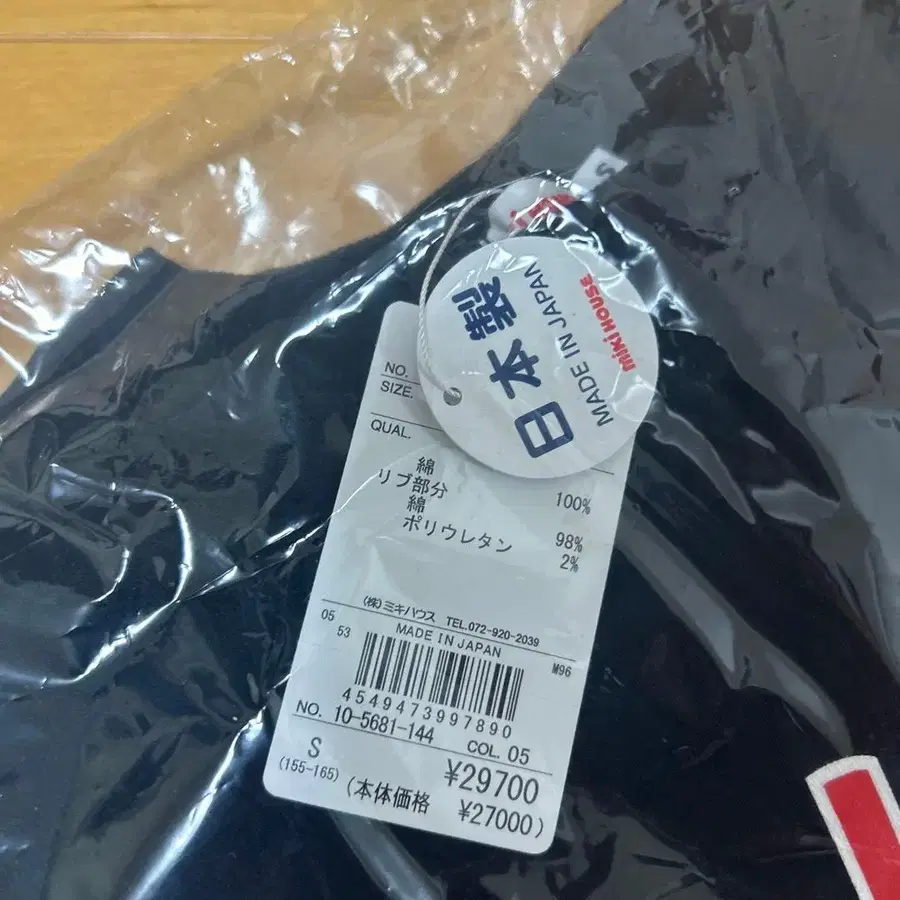 S
日本製
MADE IN JAPAN
MIKI HOUSE
NO.
SIZE.
QUAL.
綿 100%
リブ部分
綿 98%
ポリウレタン 2%
(株)ミキハウス TEL.072-920-2039
05 53 MADE IN JAPAN M96
4549473997890
NO. 10-5681-144 COL. 05
S ¥29700
(155-165) (本体価格 ¥27000)